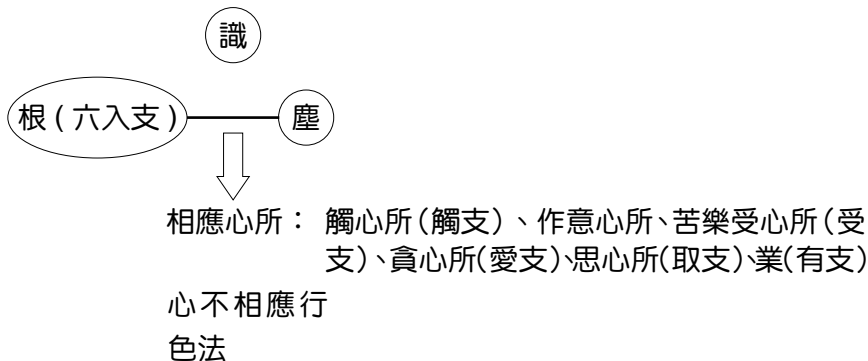 識
根(六入支) 塵
相應心所: 觸心所(觸支)、作意心所、苦樂受心所(受
支)、貪心所(愛支)、思心所(取支)、業(有支)
心不相應行
色法